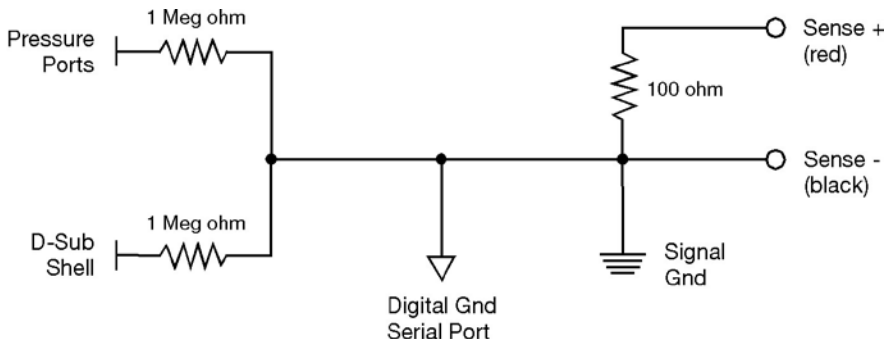 1 Meg ohm
Pressure
Ports
Sense +
(red)
100 ohm
Sense -
(black)
1 Meg ohm
D-Sub
Shell
Signal
Gnd
Digital Gnd
Serial Port